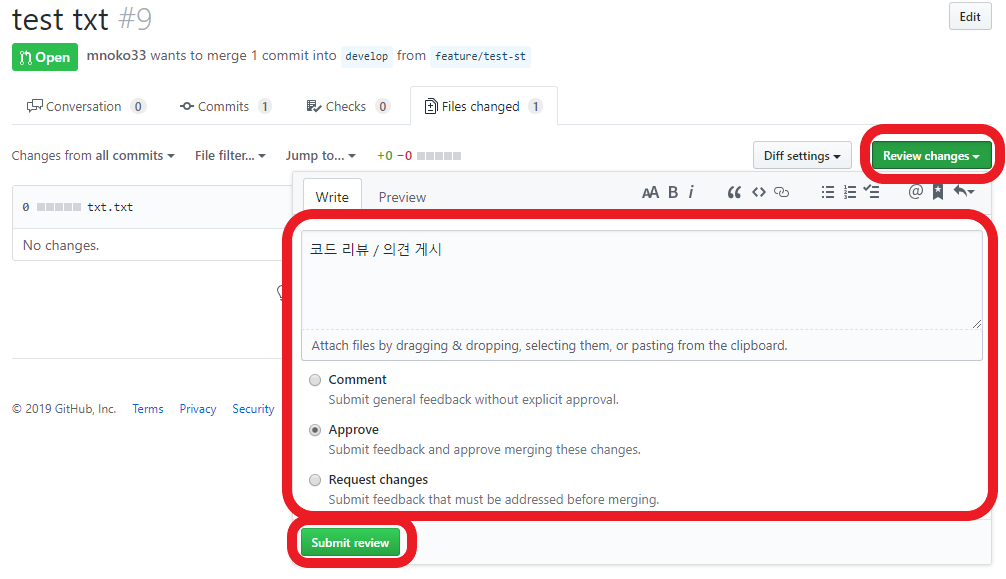 test txt #9
Edit
Open mnoko33 wants to merge 1 commit into develop from feature/test-st
Conversation 0 Commits 1 Checks 0 Files changed 1
Changes from all commits File filter... Jump to... +0 −0 Diff settings Review changes
Write Preview AA B i
0 txt.txt
No changes.
코드 리뷰 / 의견 게시
Attach files by dragging & dropping, selecting them, or pasting from the clipboard.
Comment
Submit general feedback without explicit approval.
Approve
Submit feedback and approve merging these changes.
Request changes
Submit feedback that must be addressed before merging.
Submit review
© 2019 GitHub, Inc. Terms Privacy Security